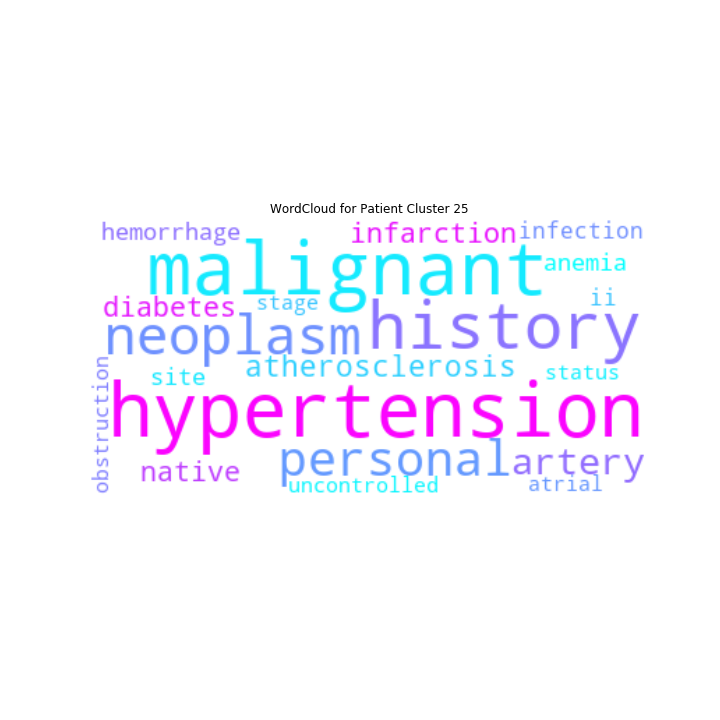 WordCloud for Patient Cluster 25
hemorrhage
infarction
infection
malignant
anemia
diabetes
stage
ii
neoplasm
history
atherosclerosis
site
status
obstruction
hypertension
personal
artery
native
uncontrolled
atrial